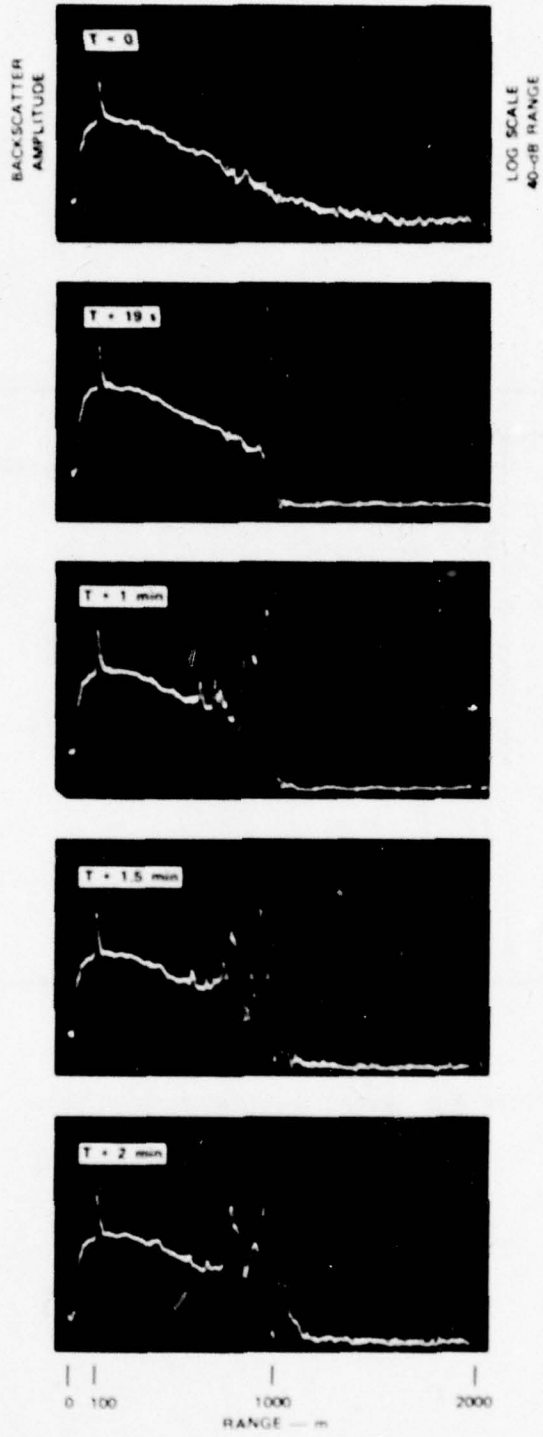 BACKSCATTER
AMPLITUDE
LOG SCALE
40-dB RANGE
T = 0
T + 19 s
T + 1 min
T + 1.5 min
T + 2 min
0 100 1000 2000
RANGE — m